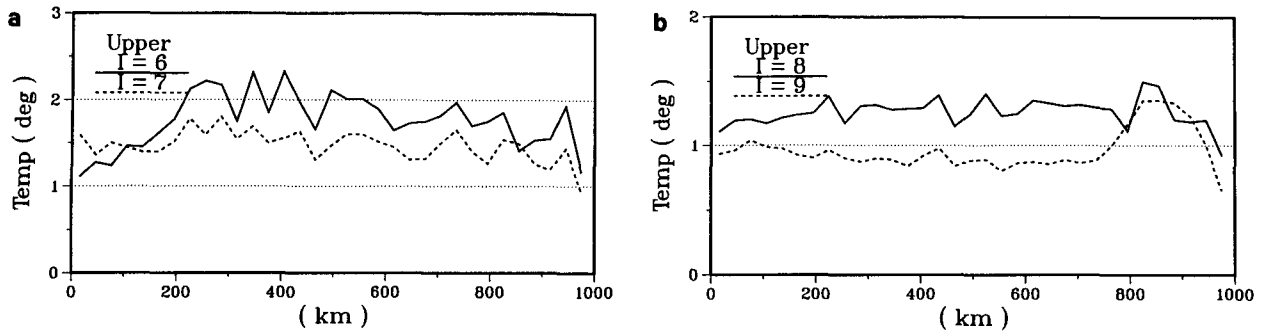 a
3
2
1
0
Temp ( deg )
Upper
I = 6
I = 7
0 200 400 600 800 1000
( km )
b
2
1
0
Temp ( deg )
Upper
I = 8
I = 9
0 200 400 600 800 1000
( km )